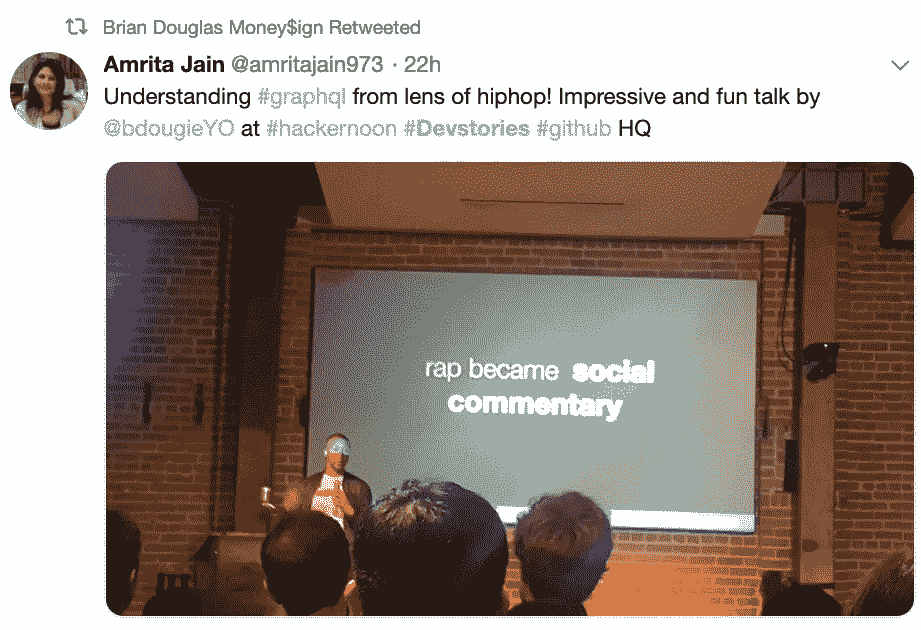 Brian Douglas Money$ign Retweeted
Amrita Jain @amritajain973 · 22h
Understanding #graphql from lens of hiphop! Impressive and fun talk by
@bdougieYO at #hackernoon #Devstories #github HQ
rap became social
commentary